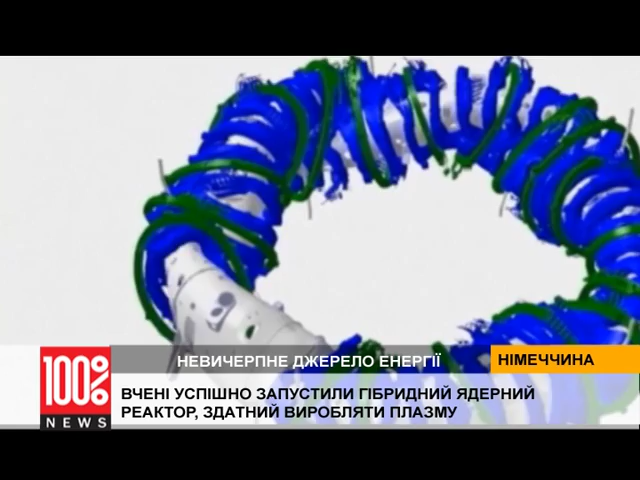 НЕВИЧЕРПНЕ ДЖЕРЕЛО ЕНЕРГІЇ
НІМЕЧЧИНА
100%
NEWS
ВЧЕНІ УСПІШНО ЗАПУСТИЛИ ГІБРИДНИЙ ЯДЕРНИЙ
РЕАКТОР, ЗДАТНИЙ ВИРОБЛЯТИ ПЛАЗМУ